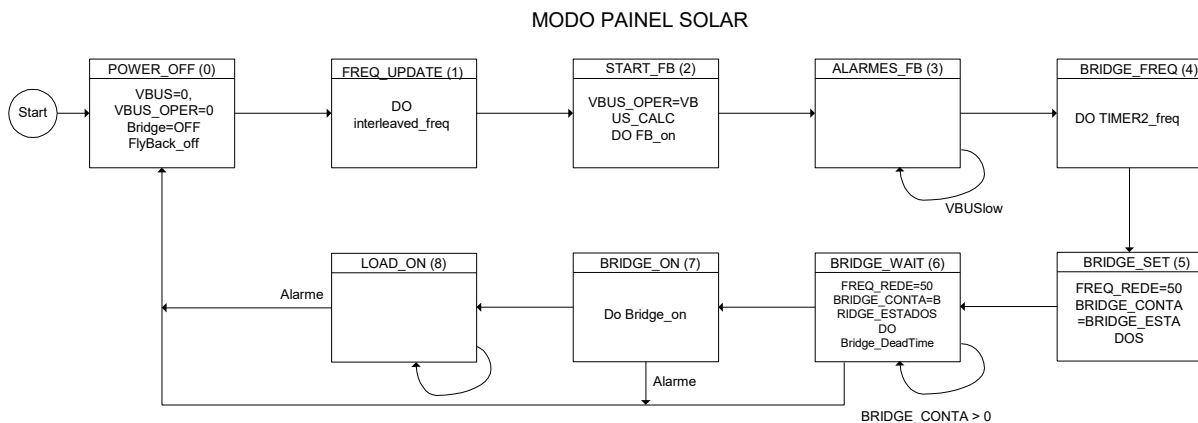 MODO PAINEL SOLAR
Start
POWER_OFF (0)
VBUS=0,
VBUS_OPER=0
Bridge=OFF
FlyBack_off
FREQ_UPDATE (1)
DO
interleaved_freq
START_FB (2)
VBUS_OPER=VB
US_CALC
DO FB_on
ALARMES_FB (3)
VBUSlow
BRIDGE_FREQ (4)
DO TIMER2_freq
LOAD_ON (8)
Alarme
BRIDGE_ON (7)
Do Bridge_on
Alarme
BRIDGE_WAIT (6)
FREQ_REDE=50
BRIDGE_CONTA=B
RIDGE_ESTADOS
DO
Bridge_DeadTime
BRIDGE_CONTA > 0
BRIDGE_SET (5)
FREQ_REDE=50
BRIDGE_CONTA
=BRIDGE_ESTA
DOS